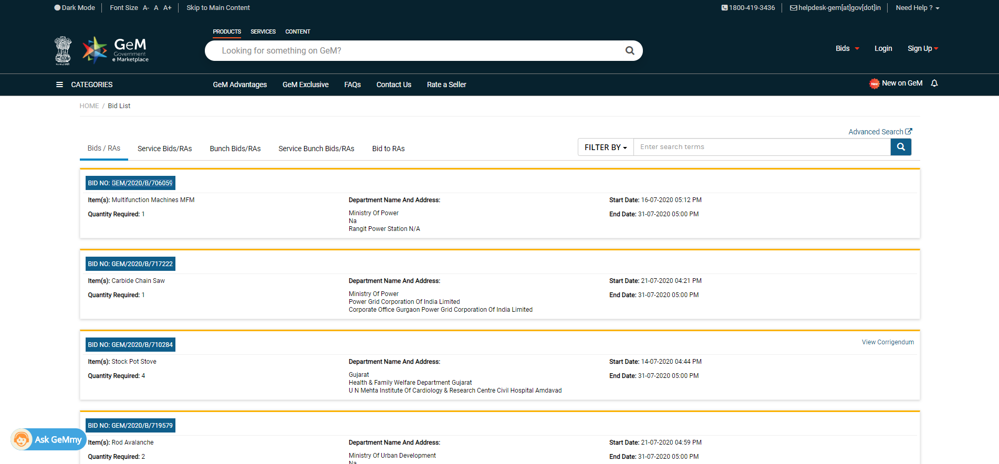 Dark Mode Font Size A- A A+ Skip to Main Content 1800-419-3436 helpdesk-gem[at]gov[dot]in Need Help ?
PRODUCTS SERVICES CONTENT
GeM
Government
e Marketplace
Looking for something on GeM?
Bids Login Sign Up
CATEGORIES GeM Advantages GeM Exclusive FAQs Contact Us Rate a Seller New New on GeM
HOME / Bid List
Advanced Search
Bids / RAs Service Bids/RAs Bunch Bids/RAs Service Bunch Bids/RAs Bid to RAs FILTER BY Enter search terms
BID NO: GEM/2020/B/706059
Item(s): Multifunction Machines MFM Department Name And Address: Start Date: 16-07-2020 05:12 PM
Quantity Required: 1 Ministry Of Power End Date: 31-07-2020 05:00 PM
Na
Rangit Power Station N/A
BID NO: GEM/2020/B/717222
Item(s): Carbide Chain Saw Department Name And Address: Start Date: 21-07-2020 04:21 PM
Quantity Required: 1 Ministry Of Power End Date: 31-07-2020 05:00 PM
Power Grid Corporation Of India Limited
Corporate Office Gurgaon Power Grid Corporation Of India Limited
BID NO: GEM/2020/B/710284 View Corrigendum
Item(s): Stock Pot Stove Department Name And Address: Start Date: 14-07-2020 04:44 PM
Quantity Required: 4 Gujarat End Date: 31-07-2020 05:00 PM
Health & Family Welfare Department Gujarat
U N Mehta Institute Of Cardiology & Research Centre Civil Hospital Amdavad
BID NO: GEM/2020/B/719579
Ask GeMmy
Item(s): Rod Avalanche Department Name And Address: Start Date: 21-07-2020 04:59 PM
Quantity Required: 2 Ministry Of Urban Development End Date: 31-07-2020 05:00 PM
Na